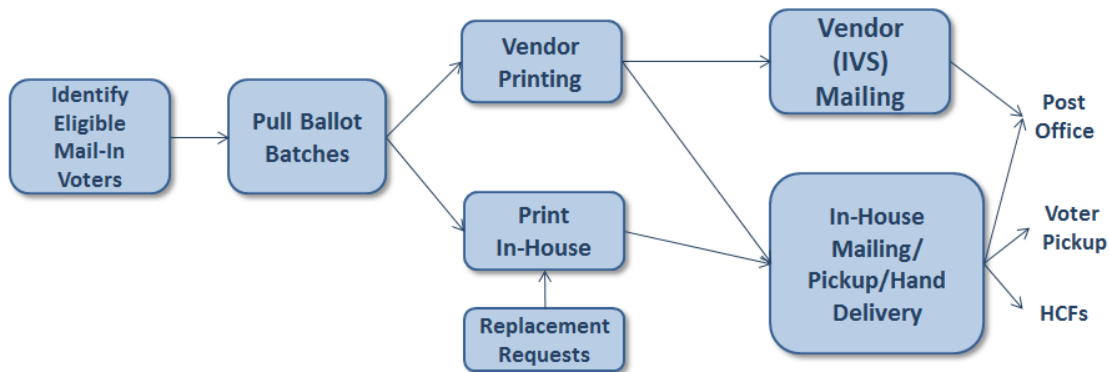 Identify
Eligible
Mail-In
Voters
Pull Ballot
Batches
Vendor
Printing
Print
In-House
Replacement
Requests
Vendor
(IVS)
Mailing
In-House
Mailing/
Pickup/Hand
Delivery
Post
Office
Voter
Pickup
HCFs